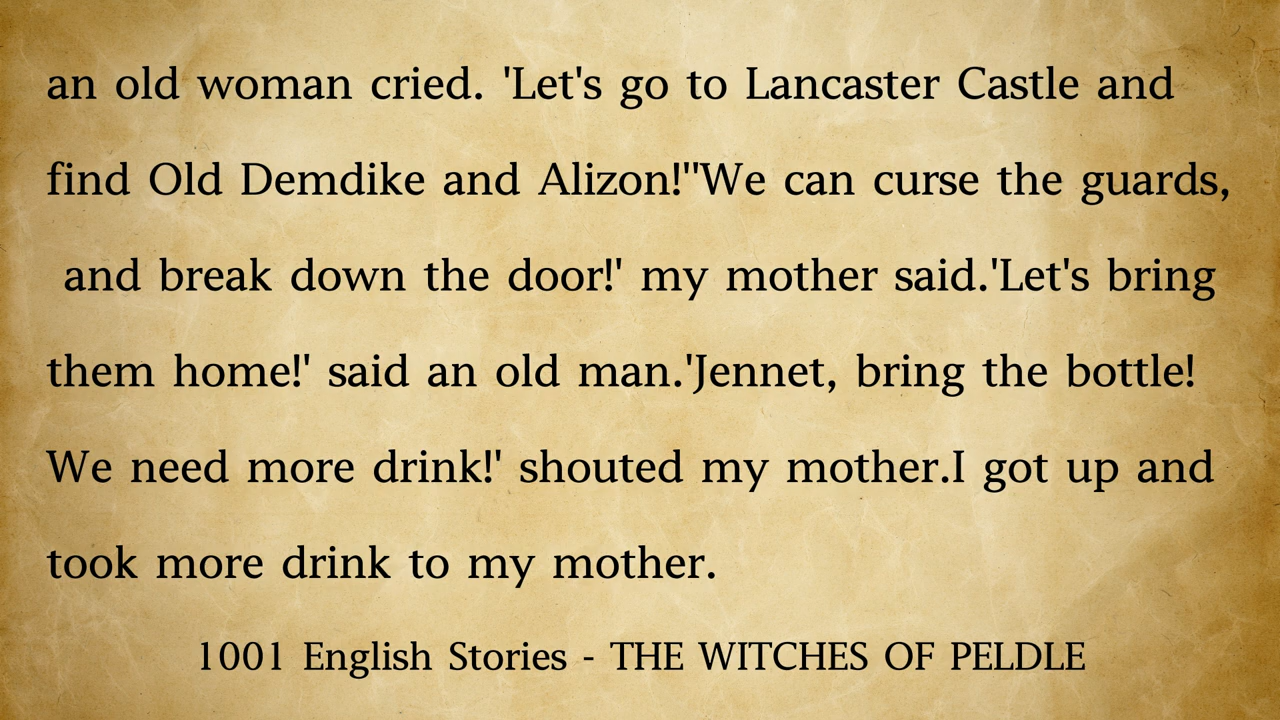 an old woman cried. 'Let's go to Lancaster Castle and
find Old Demdike and Alizon!''We can curse the guards,
and break down the door!' my mother said.'Let's bring
them home!' said an old man.'Jennet, bring the bottle!
We need more drink!' shouted my mother.I got up and
took more drink to my mother.
1001 English Stories - THE WITCHES OF PELDLE